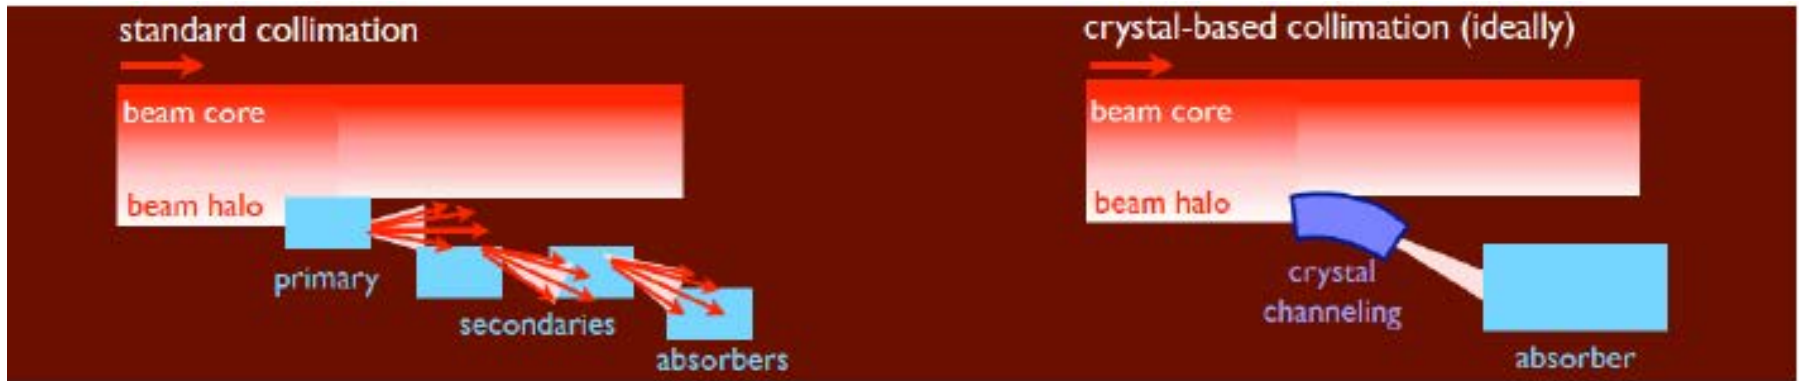 standard collimation
beam core
beam halo
primary
secondaries
absorbers
crystal-based collimation (ideally)
beam core
beam halo
crystal
channeling
absorber